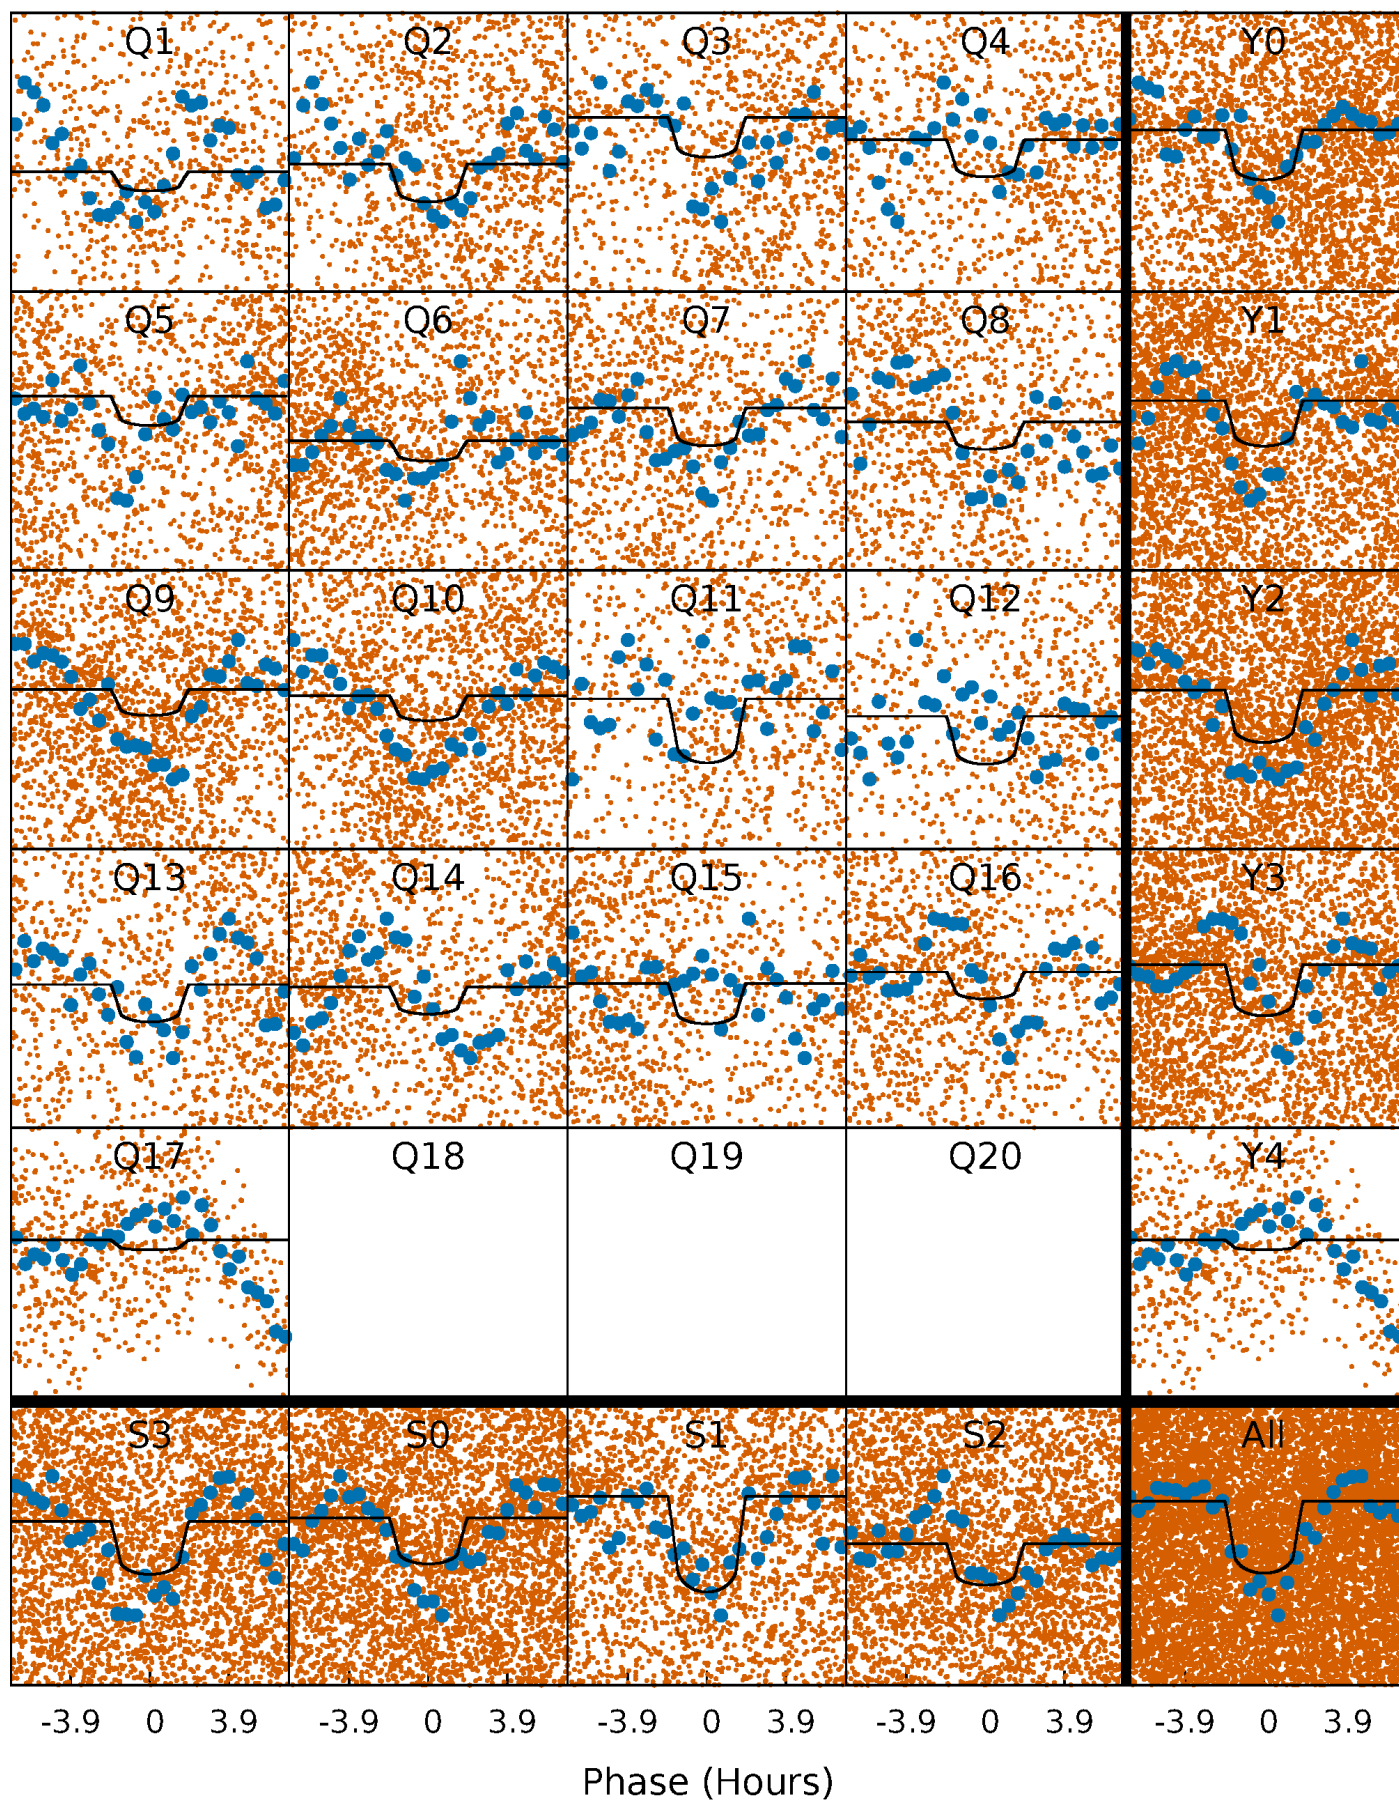 Q1 Q2 Q3 Q4 Y0
Q5 Q6 Q7 Q8 Y1
Q9 Q10 Q11 Q12 Y2
Q13 Q14 Q15 Q16 Y3
Q17 Q18 Q19 Q20 Y4
S3 S0 S1 S2 All
-3.9 0 3.9 -3.9 0 3.9 -3.9 0 3.9 -3.9 0 3.9 -3.9 0 3.9
Phase (Hours)